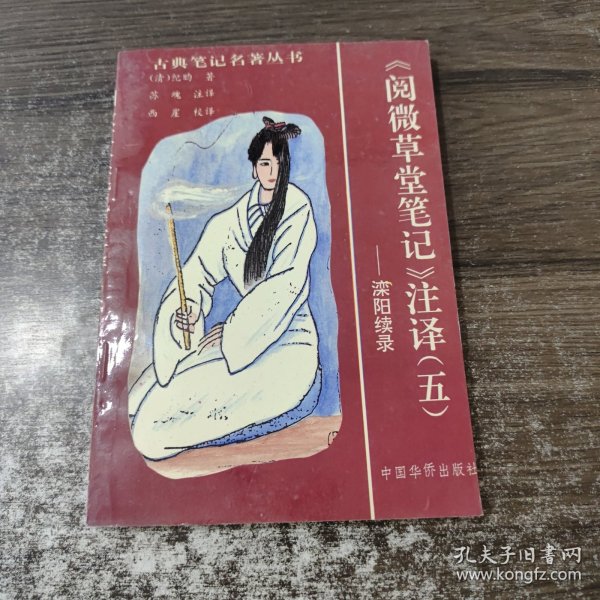 古典笔记名著丛书
(清)纪昀 著
苏魂 注译
西崖 校译
《阅微草堂笔记》注译(五)
——滦阳续录
中国华侨出版社
孔夫子旧书网
www.kongfz.com